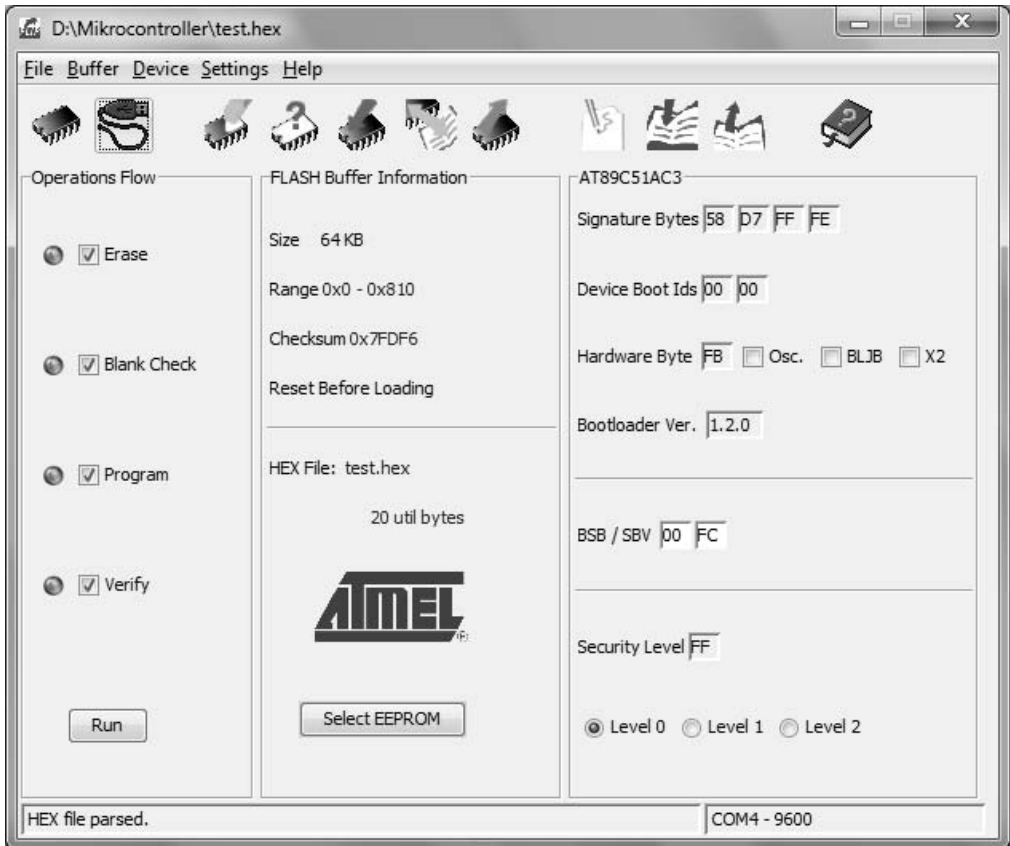 D:\Mikrocontroller\test.hex
File Buffer Device Settings Help
Operations Flow
Erase
Blank Check
Program
Verify
Run
FLASH Buffer Information
Size 64 KB
Range 0x0 - 0x810
Checksum 0x7FDF6
Reset Before Loading
HEX File: test.hex
20 util bytes
ATMEL ®
Select EEPROM
AT89C51AC3
Signature Bytes 58 D7 FF FE
Device Boot Ids 00 00
Hardware Byte FB Osc. BLJB X2
Bootloader Ver. 1.2.0
BSB / SBV 00 FC
Security Level FF
Level 0 Level 1 Level 2
HEX file parsed.
COM4 - 9600